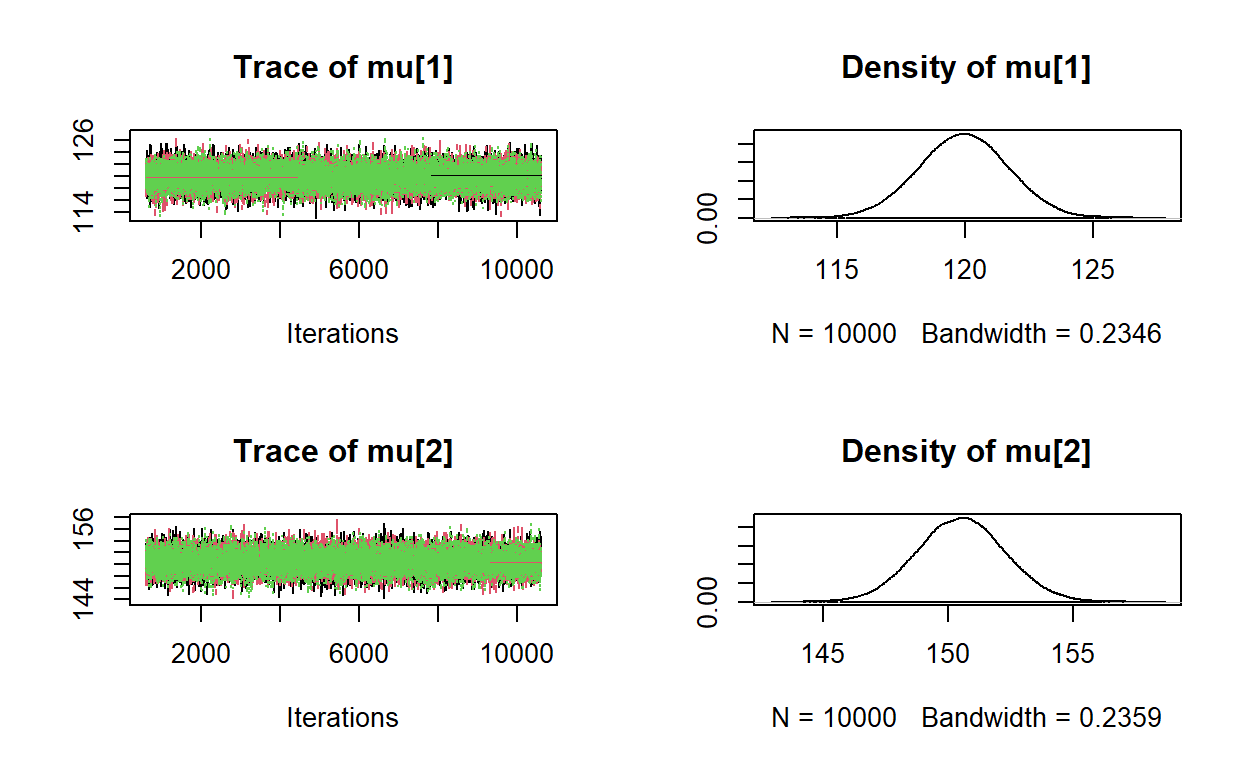 Trace of mu[1]
126
114
2000 6000 10000
Iterations
Density of mu[1]
0.00
115 120 125
N = 10000 Bandwidth = 0.2346
Trace of mu[2]
156
144
2000 6000 10000
Iterations
Density of mu[2]
0.00
145 150 155
N = 10000 Bandwidth = 0.2359